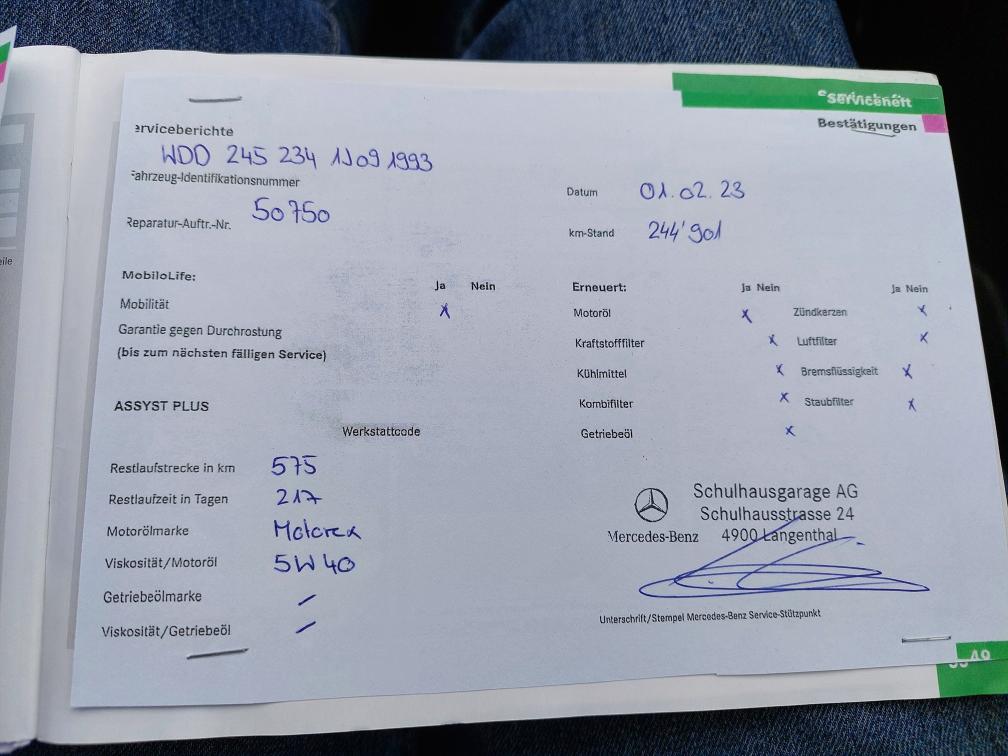 Serviceheft
Bestätigungen
erviceberichte
WDD 245 234 1J09 1993
Fahrzeug-Identifikationsnummer
Reparatur-Auftr.-Nr. 50750
Datum 01.02.23
km-Stand 244'901
MobiloLife: Ja Nein
Mobilität x
Garantie gegen Durchrostung
(bis zum nächsten fälligen Service)
Erneuert: Ja Nein Ja Nein
Motoröl x Zündkerzen x
Kraftstofffilter x Luftfilter x
Kühlmittel x Bremsflüssigkeit x
Kombifilter x Staubfilter x
Getriebeöl x
ASSYST PLUS
Werkstattcode
Restlaufstrecke in km 575
Restlaufzeit in Tagen 217
Motorölmarke Motorex
Viskosität/Motoröl 5W40
Getriebeölmarke /
Viskosität/Getriebeöl /
Mercedes-Benz
Schulhausgarage AG
Schulhausstrasse 24
4900 Langenthal
Unterschrift/Stempel Mercedes-Benz Service-Stützpunkt
49